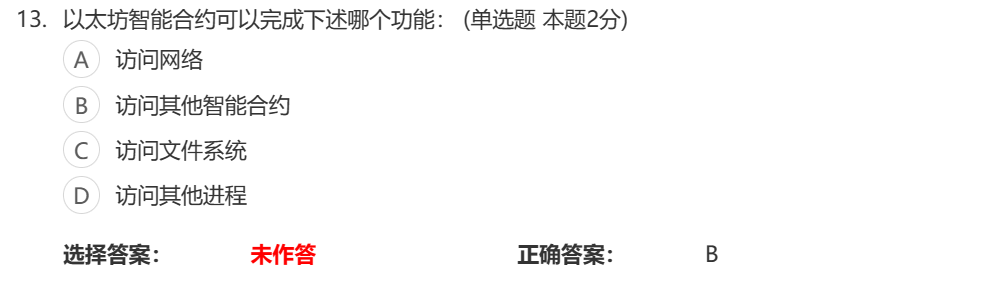 13. 以太坊智能合约可以完成下述哪个功能： (单选题 本题2分)
A 访问网络
B 访问其他智能合约
C 访问文件系统
D 访问其他进程
选择答案： 未作答 正确答案： B